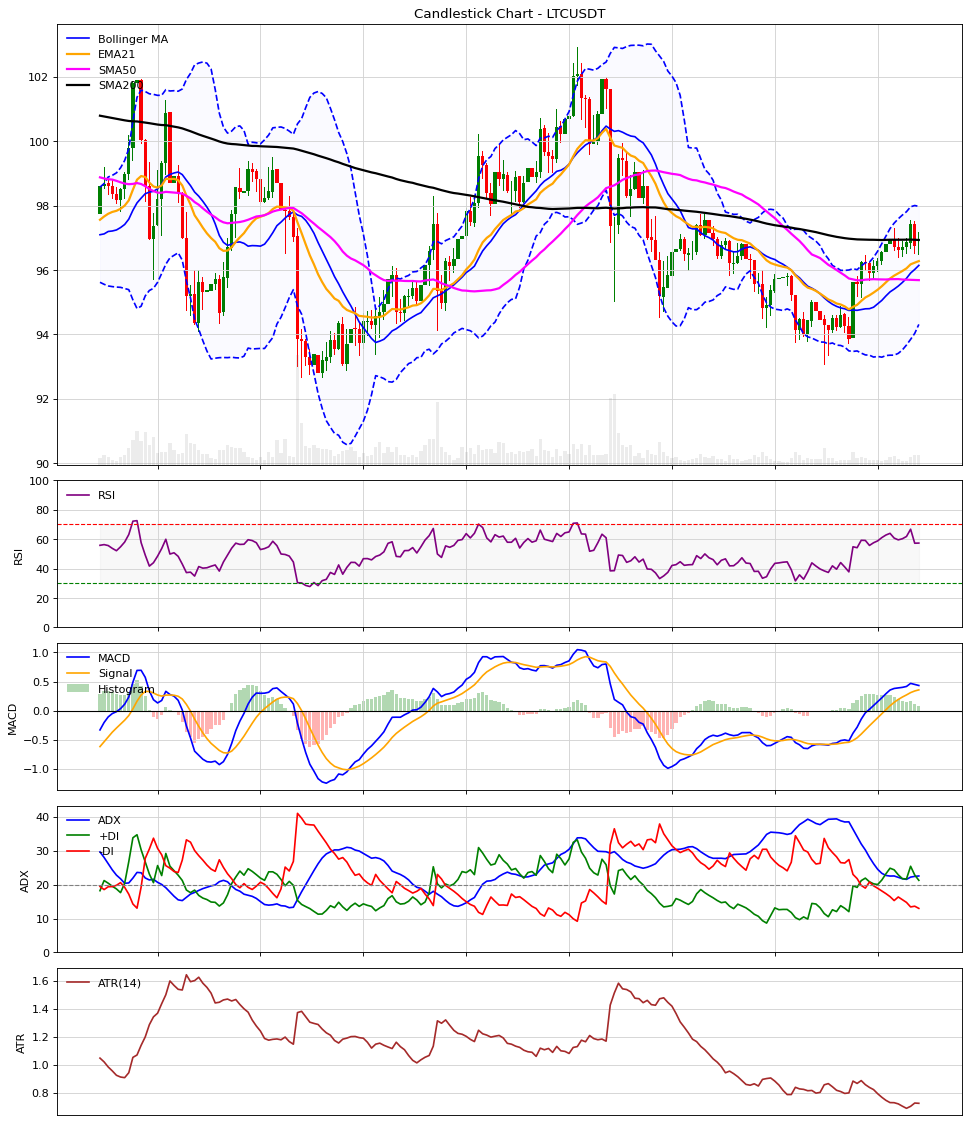 Candlestick Chart - LTCUSDT
Bollinger MA
EMA21
SMA50
SMA200
102
100
98
96
94
92
90
RSI
100
80
60
40
20
0
RSI
MACD
Signal
Histogram
1.0
0.5
0.0
−0.5
−1.0
MACD
ADX
+DI
-DI
40
30
20
10
0
ADX
ATR(14)
1.6
1.4
1.2
1.0
0.8
ATR